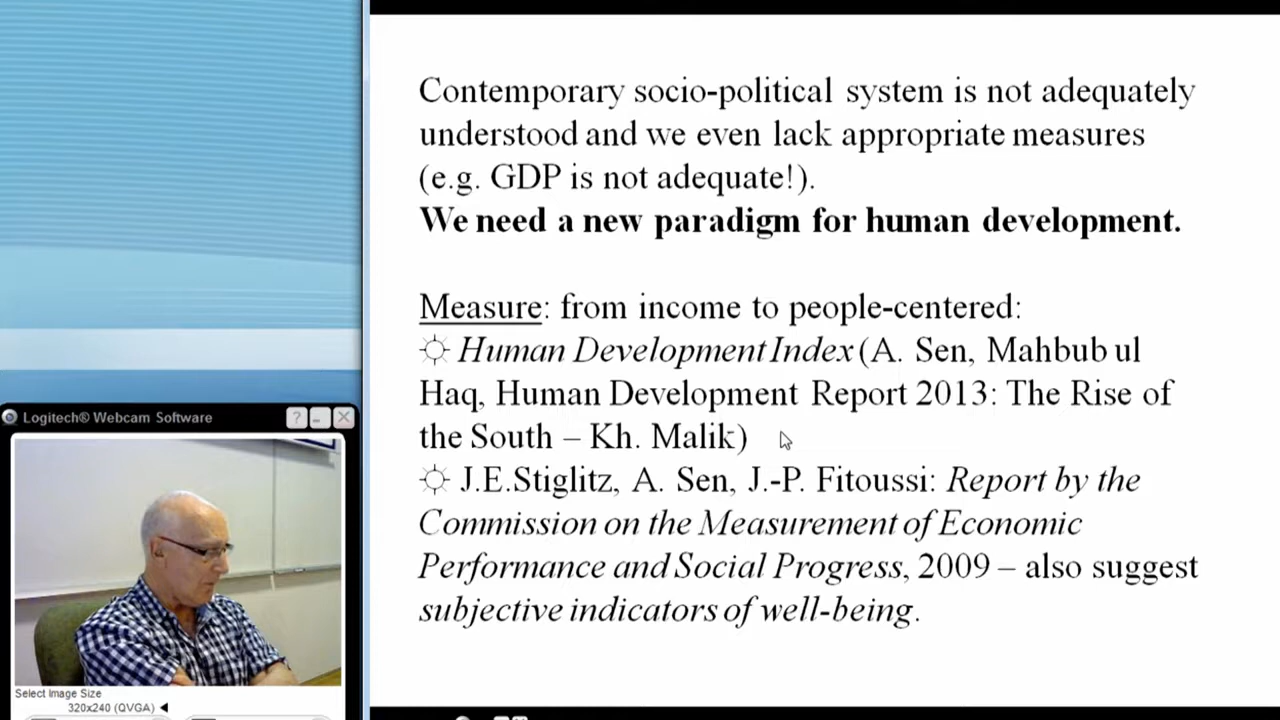 Contemporary socio-political system is not adequately
understood and we even lack appropriate measures
(e.g. GDP is not adequate!).
We need a new paradigm for human development.
Measure: from income to people-centered:
☼ Human Development Index (A. Sen, Mahbub ul
Haq, Human Development Report 2013: The Rise of
the South – Kh. Malik)
☼ J.E.Stiglitz, A. Sen, J.-P. Fitoussi: Report by the
Commission on the Measurement of Economic
Performance and Social Progress, 2009 – also suggest
subjective indicators of well-being.
Logitech® Webcam Software
Select Image Size
320x240 (QVGA)